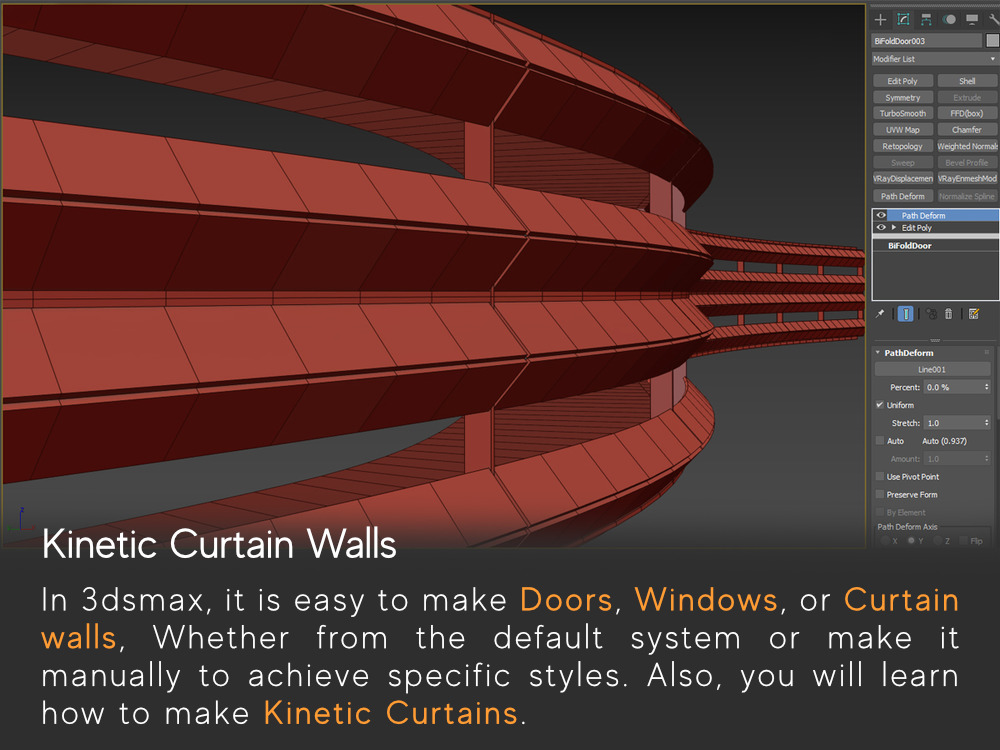 BiFoldDoor003
Modifier List
Edit Poly Shell
Symmetry Extrude
TurboSmooth FFD(box)
UVW Map Chamfer
Retopology Weighted Normals
Sweep Bevel Profile
VRayDisplacemen VRayEnmeshMod
Path Deform Normalize Spline
Path Deform
Edit Poly
BiFoldDoor
PathDeform
Line001
Percent: 0.0 %
Uniform
Stretch: 1.0
Auto Auto (0.937)
Amount: 1.0
Use Pivot Point
Preserve Form
By Element
Path Deform Axis
X Y Z Flip
z
Kinetic Curtain Walls
In 3dsmax, it is easy to make Doors, Windows, or Curtain
walls, Whether from the default system or make it
manually to achieve specific styles. Also, you will learn
how to make Kinetic Curtains.